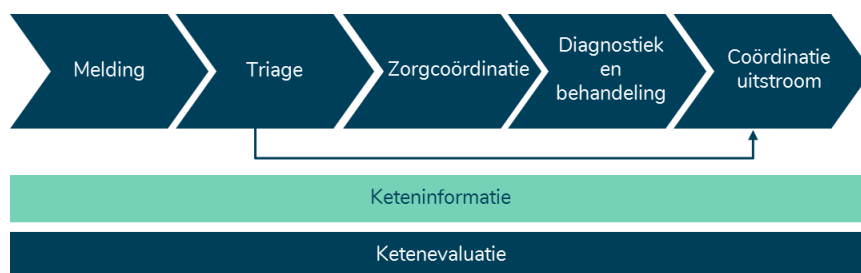 Melding
Triage
Zorgcoördinatie
Diagnostiek
en
behandeling
Coördinatie
uitstroom
Keteninformatie
Ketenevaluatie